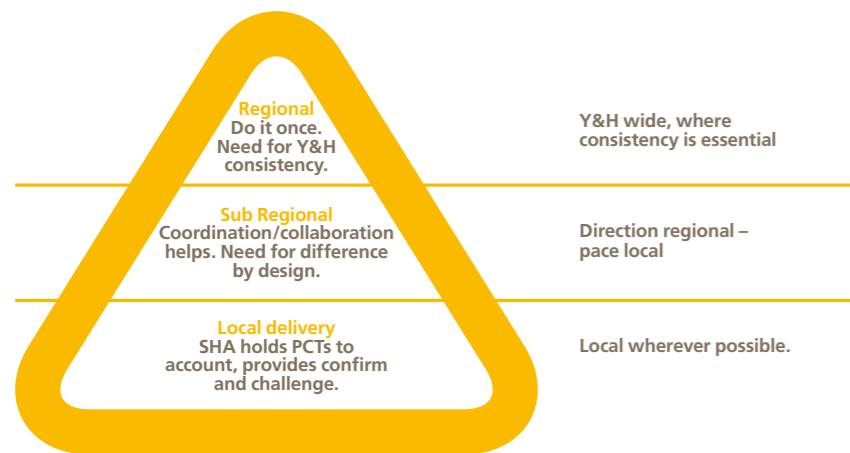 Regional
Do it once.
Need for Y&H
consistency.
Y&H wide, where
consistency is essential
Sub Regional
Coordination/collaboration
helps. Need for difference
by design.
Direction regional –
pace local
Local delivery
SHA holds PCTs to
account, provides confirm
and challenge.
Local wherever possible.